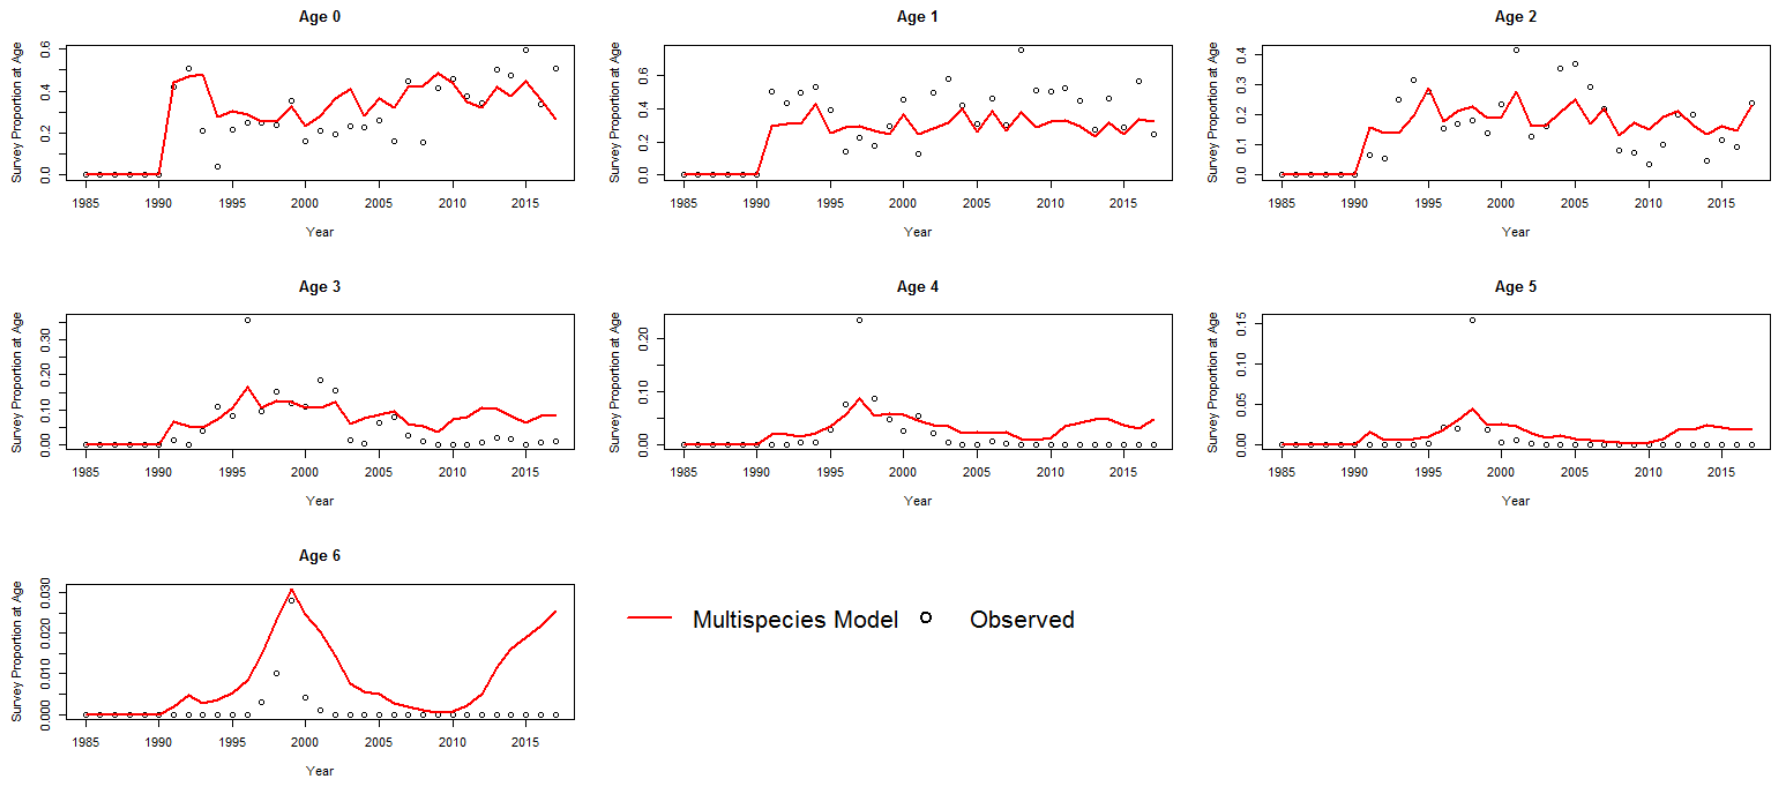 Age 0
Survey Proportion at Age
0.0 0.2 0.4 0.6
1985 1990 1995 2000 2005 2010 2015
Year
Age 1
Survey Proportion at Age
0.0 0.2 0.4 0.6
1985 1990 1995 2000 2005 2010 2015
Year
Age 2
Survey Proportion at Age
0.0 0.1 0.2 0.3 0.4
1985 1990 1995 2000 2005 2010 2015
Year
Age 3
Survey Proportion at Age
0.00 0.10 0.20 0.30
1985 1990 1995 2000 2005 2010 2015
Year
Age 4
Survey Proportion at Age
0.00 0.10 0.20
1985 1990 1995 2000 2005 2010 2015
Year
Age 5
Survey Proportion at Age
0.00 0.05 0.10 0.15
1985 1990 1995 2000 2005 2010 2015
Year
Age 6
Survey Proportion at Age
0.000 0.010 0.020 0.030
1985 1990 1995 2000 2005 2010 2015
Year
Multispecies Model Observed